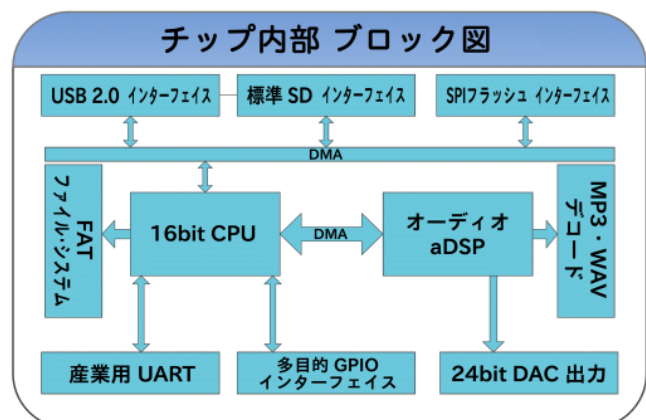 チップ内部 ブロック図
USB 2.0 インターフェイス
標準 SD インターフェイス
SPIフラッシュ インターフェイス
DMA
FAT
ファイル・システム
16bit CPU
DMA
オーディオ
aDSP
MP3・WAV
デコード
産業用 UART
多目的 GPIO
インターフェイス
24bit DAC 出力